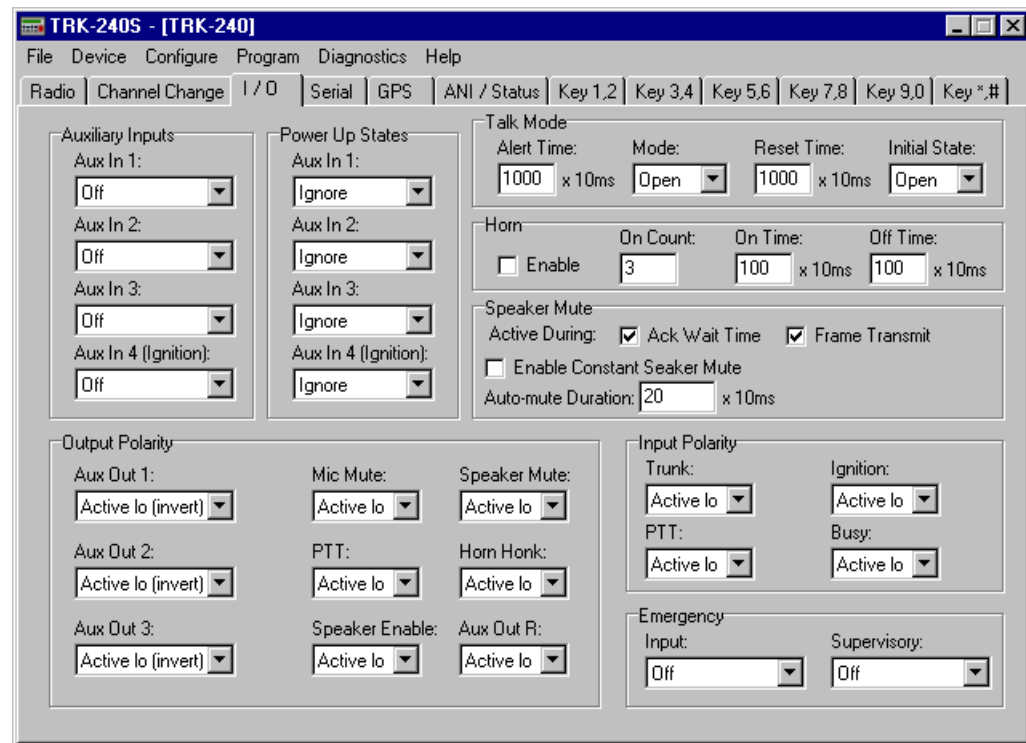 TRK-240S - [TRK-240]
File Device Configure Program Diagnostics Help
Radio Channel Change I / O Serial GPS ANI / Status Key 1,2 Key 3,4 Key 5,6 Key 7,8 Key 9,0 Key *,#
Auxiliary Inputs
Aux In 1:
Off
Aux In 2:
Off
Aux In 3:
Off
Aux In 4 (Ignition):
Off
Power Up States
Aux In 1:
Ignore
Aux In 2:
Ignore
Aux In 3:
Ignore
Aux In 4 (Ignition):
Ignore
Talk Mode
Alert Time: Mode: Reset Time: Initial State:
1000 x 10ms Open 1000 x 10ms Open
Horn
On Count: On Time: Off Time:
Enable 3 100 x 10ms 100 x 10ms
Speaker Mute
Active During: Ack Wait Time Frame Transmit
Enable Constant Seaker Mute
Auto-mute Duration: 20 x 10ms
Output Polarity
Aux Out 1: Mic Mute: Speaker Mute:
Active lo (invert) Active lo Active lo
Aux Out 2: PTT: Horn Honk:
Active lo (invert) Active lo Active lo
Aux Out 3: Speaker Enable: Aux Out R:
Active lo (invert) Active lo Active lo
Input Polarity
Trunk: Ignition:
Active lo Active lo
PTT: Busy:
Active lo Active lo
Emergency
Input: Supervisory:
Off Off